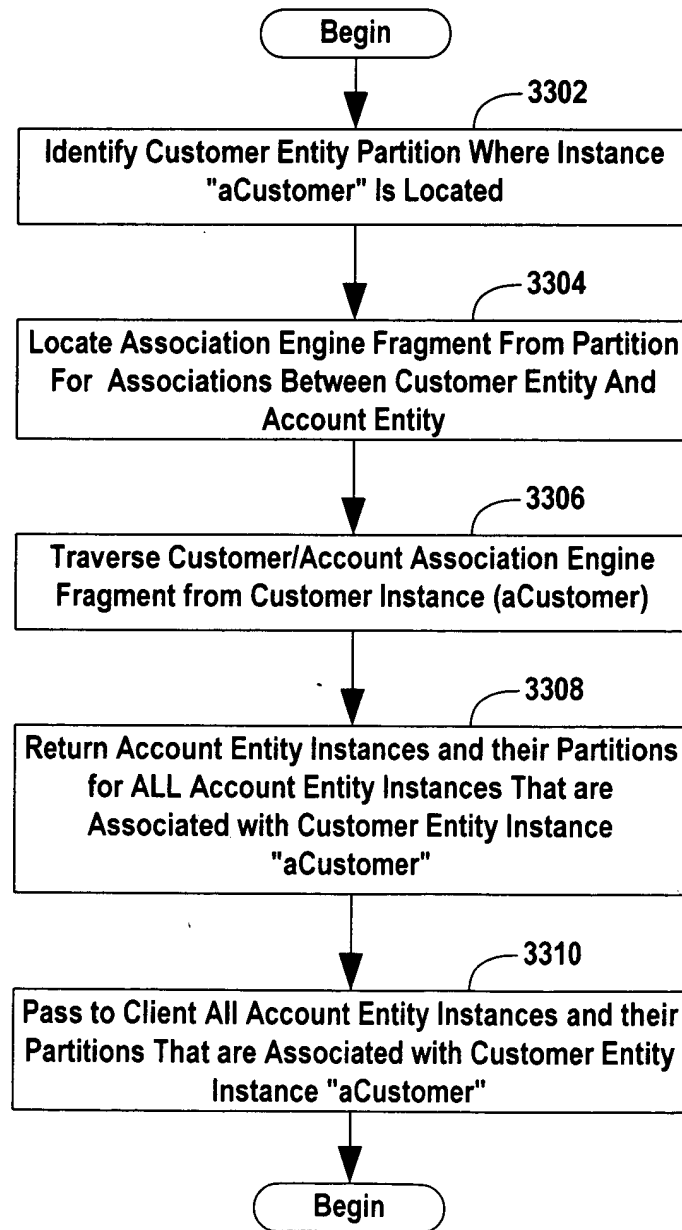 Begin
3302
Identify Customer Entity Partition Where Instance
"aCustomer" Is Located
3304
Locate Association Engine Fragment From Partition
For Associations Between Customer Entity And
Account Entity
3306
Traverse Customer/Account Association Engine
Fragment from Customer Instance (aCustomer)
3308
Return Account Entity Instances and their Partitions
for ALL Account Entity Instances That are
Associated with Customer Entity Instance
"aCustomer"
3310
Pass to Client All Account Entity Instances and their
Partitions That are Associated with Customer Entity
Instance "aCustomer"
Begin